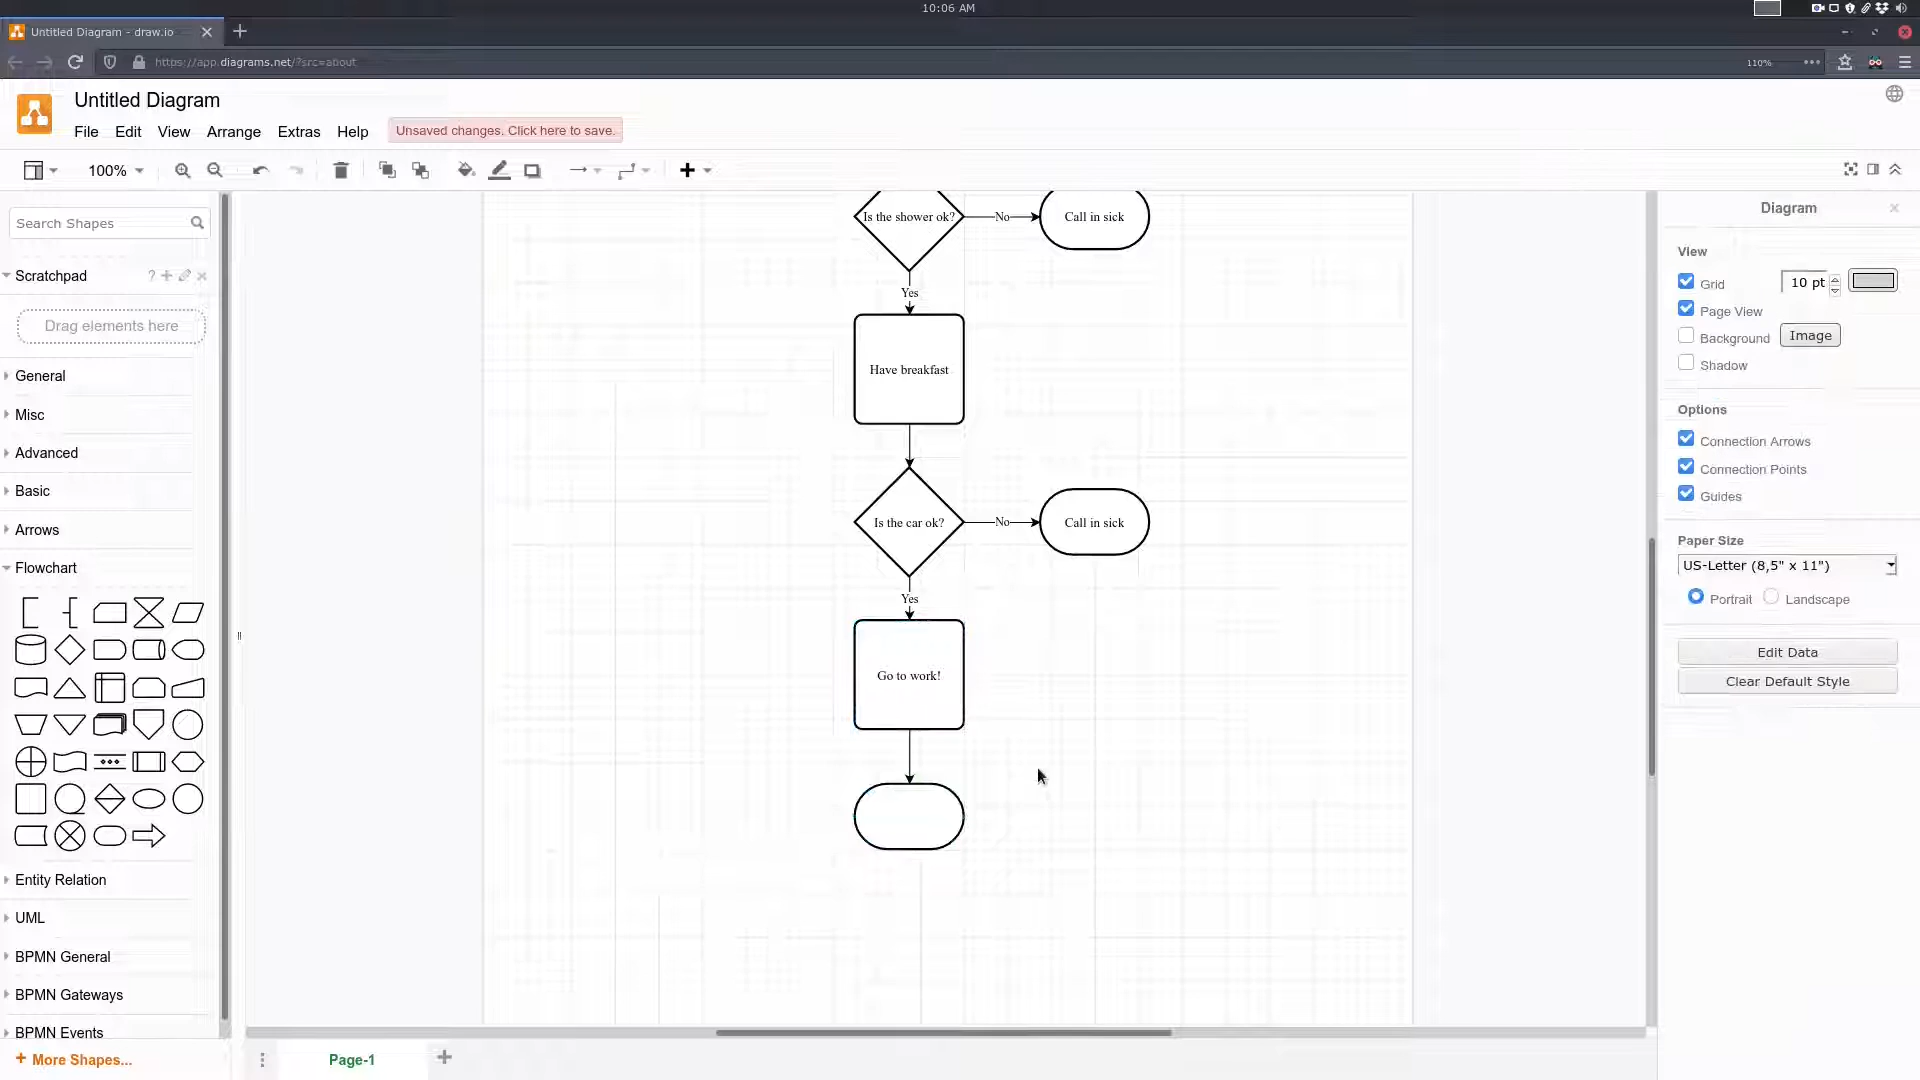 10:06 AM
Untitled Diagram - draw.io
https://app.diagrams.net/?src=about
110%
Untitled Diagram
File Edit View Arrange Extras Help Unsaved changes. Click here to save.
100%
Search Shapes
Scratchpad ?
Drag elements here
General
Misc
Advanced
Basic
Arrows
Flowchart
Entity Relation
UML
BPMN General
BPMN Gateways
BPMN Events
+ More Shapes...
Is the shower ok? No Call in sick
Yes
Have breakfast
Is the car ok? No Call in sick
Yes
Go to work!
Page-1
Diagram
View
Grid 10 pt
Page View
Background Image
Shadow
Options
Connection Arrows
Connection Points
Guides
Paper Size
US-Letter (8,5" x 11")
Portrait Landscape
Edit Data
Clear Default Style